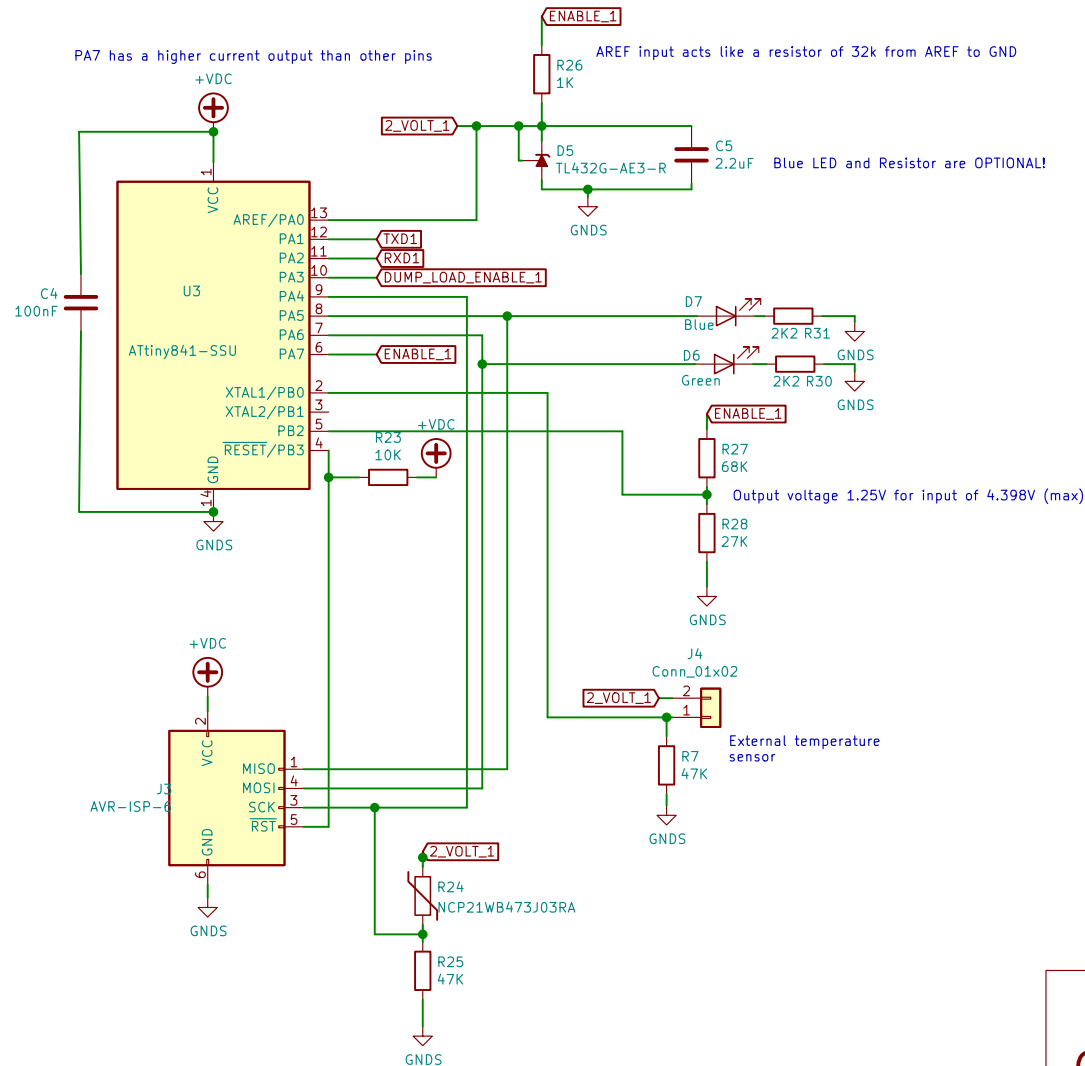 ENABLE_1
PA7 has a higher current output than other pins
AREF input acts like a resistor of 32k from AREF to GND
R26
1K
+VDC
2_VOLT_1
D5
TL432G-AE3-R
C5
2.2uF
Blue LED and Resistor are OPTIONAL!
GNDS
1
VCC
AREF/PA0
13
PA1
12
TXD1
PA2
11
RXD1
PA3
10
DUMP_LOAD_ENABLE_1
PA4
9
PA5
8
PA6
7
PA7
6
ENABLE_1
U3
ATtiny841-SSU
C4
100nF
XTAL1/PB0
2
XTAL2/PB1
3
PB2
5
RESET/PB3
4
GND
14
GNDS
D7
Blue
2K2 R31
GNDS
D6
Green
2K2 R30
GNDS
R23
10K
+VDC
ENABLE_1
R27
68K
Output voltage 1.25V for input of 4.398V (max)
R28
27K
GNDS
J4
Conn_01x02
2_VOLT_1
2
1
External temperature
sensor
R7
47K
GNDS
+VDC
2
VCC
MISO
1
MOSI
4
SCK
3
RST
5
J3
AVR-ISP-6
GND
6
GNDS
2_VOLT_1
R24
NCP21WB473J03RA
R25
47K
GNDS